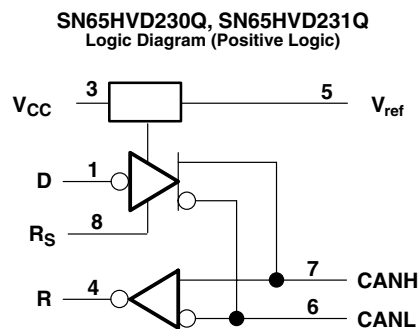 SN65HVD230Q, SN65HVD231Q
Logic Diagram (Positive Logic)
VCC 3 5 Vref
D 1
RS 8
R 4
7 CANH
6 CANL